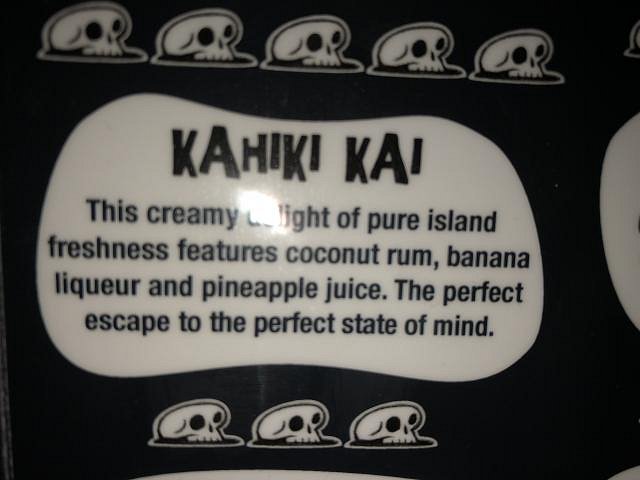 KAHIKI KAI
This creamy delight of pure island
freshness features coconut rum, banana
liqueur and pineapple juice. The perfect
escape to the perfect state of mind.